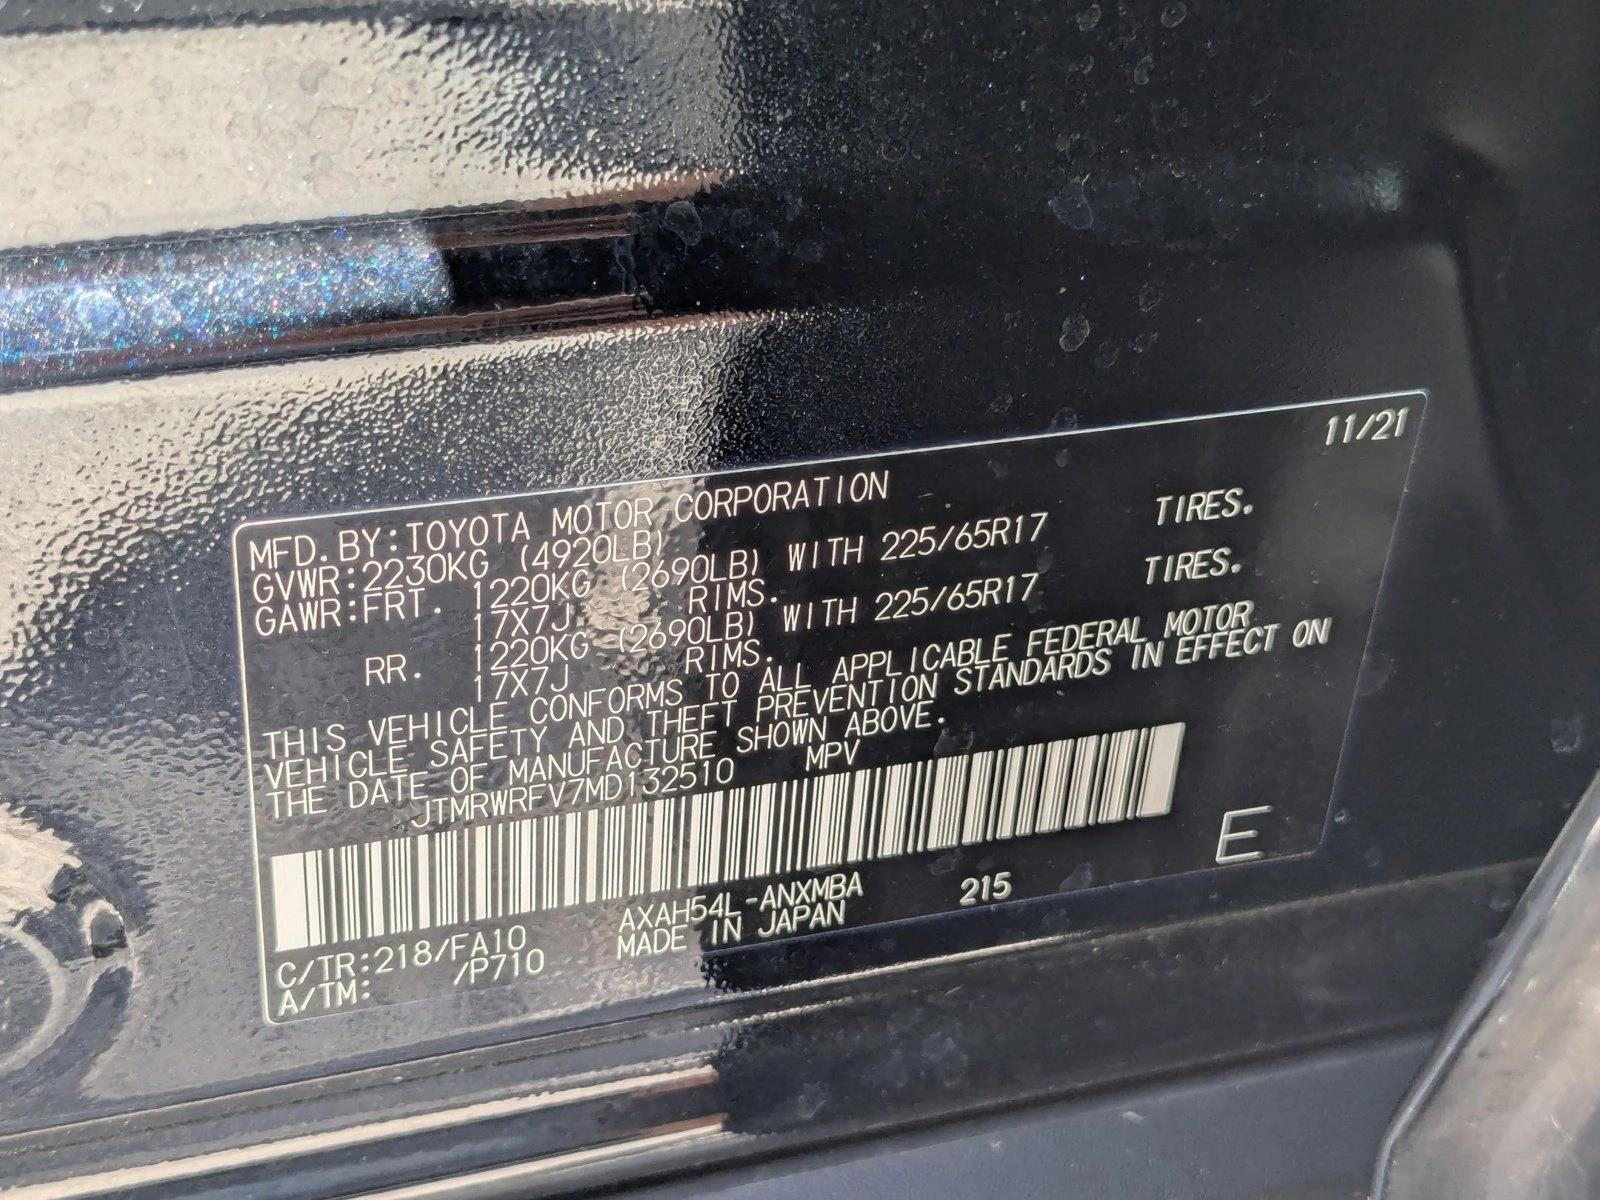 11/21
MFD.BY:TOYOTA MOTOR CORPORATION
GVWR:2230KG (4920LB)
GAWR:FRT. 1220KG (2690LB) WITH 225/65R17 TIRES.
17X7J RIMS.
RR. 1220KG (2690LB) WITH 225/65R17 TIRES.
17X7J RIMS.
THIS VEHICLE CONFORMS TO ALL APPLICABLE FEDERAL MOTOR
VEHICLE SAFETY AND THEFT PREVENTION STANDARDS IN EFFECT ON
THE DATE OF MANUFACTURE SHOWN ABOVE.
JTMRWRFV7MD132510 MPV
E
C/TR:218/FA10 AXAH54L-ANXMBA 215
A/TM: /P710 MADE IN JAPAN